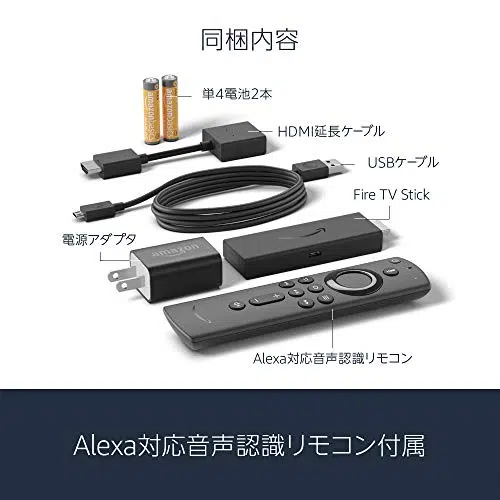 同梱内容
単4電池2本
HDMI延長ケーブル
USBケーブル
Fire TV Stick
電源アダプタ
amazon
Alexa対応音声認識リモコン
Alexa対応音声認識リモコン付属